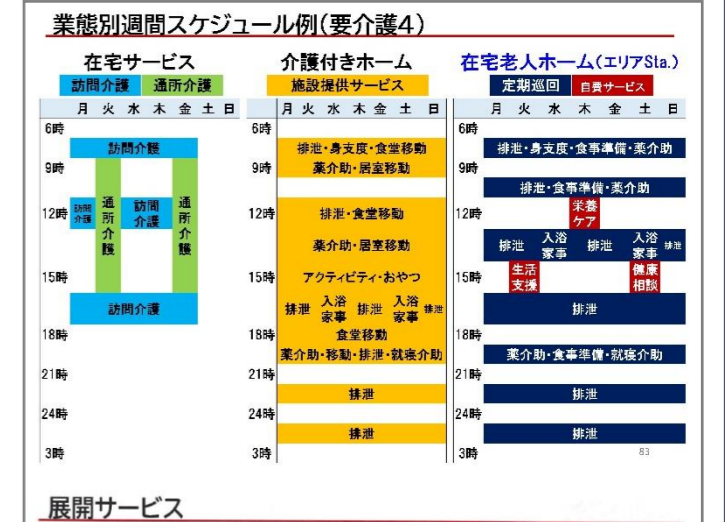 業態別週間スケジュール例(要介護4)
在宅サービス
訪問介護 通所介護
月 火 水 木 金 土 日
6時
9時
12時
15時
18時
21時
24時
3時
訪問介護
訪問介護
通所介護
訪問介護
通所介護
訪問介護
介護付きホーム
施設提供サービス
月 火 水 木 金 土 日
6時
9時
12時
15時
18時
21時
24時
3時
排泄・身支度・食堂移動
薬介助・居室移動
排泄・食堂移動
薬介助・居室移動
アクティビティ・おやつ
排泄 入浴家事 排泄 入浴家事 排泄
食堂移動
薬介助・移動・排泄・就寝介助
排泄
排泄
在宅老人ホーム(エリアSta.)
定期巡回 自費サービス
月 火 水 木 金 土 日
6時
9時
12時
15時
18時
21時
24時
3時
排泄・身支度・食事準備・薬介助
排泄・食事準備・薬介助
栄養ケア
排泄 入浴家事 排泄 入浴家事 排泄
生活支援
健康相談
排泄
薬介助・食事準備・就寝介助
排泄
排泄
83
展開サービス